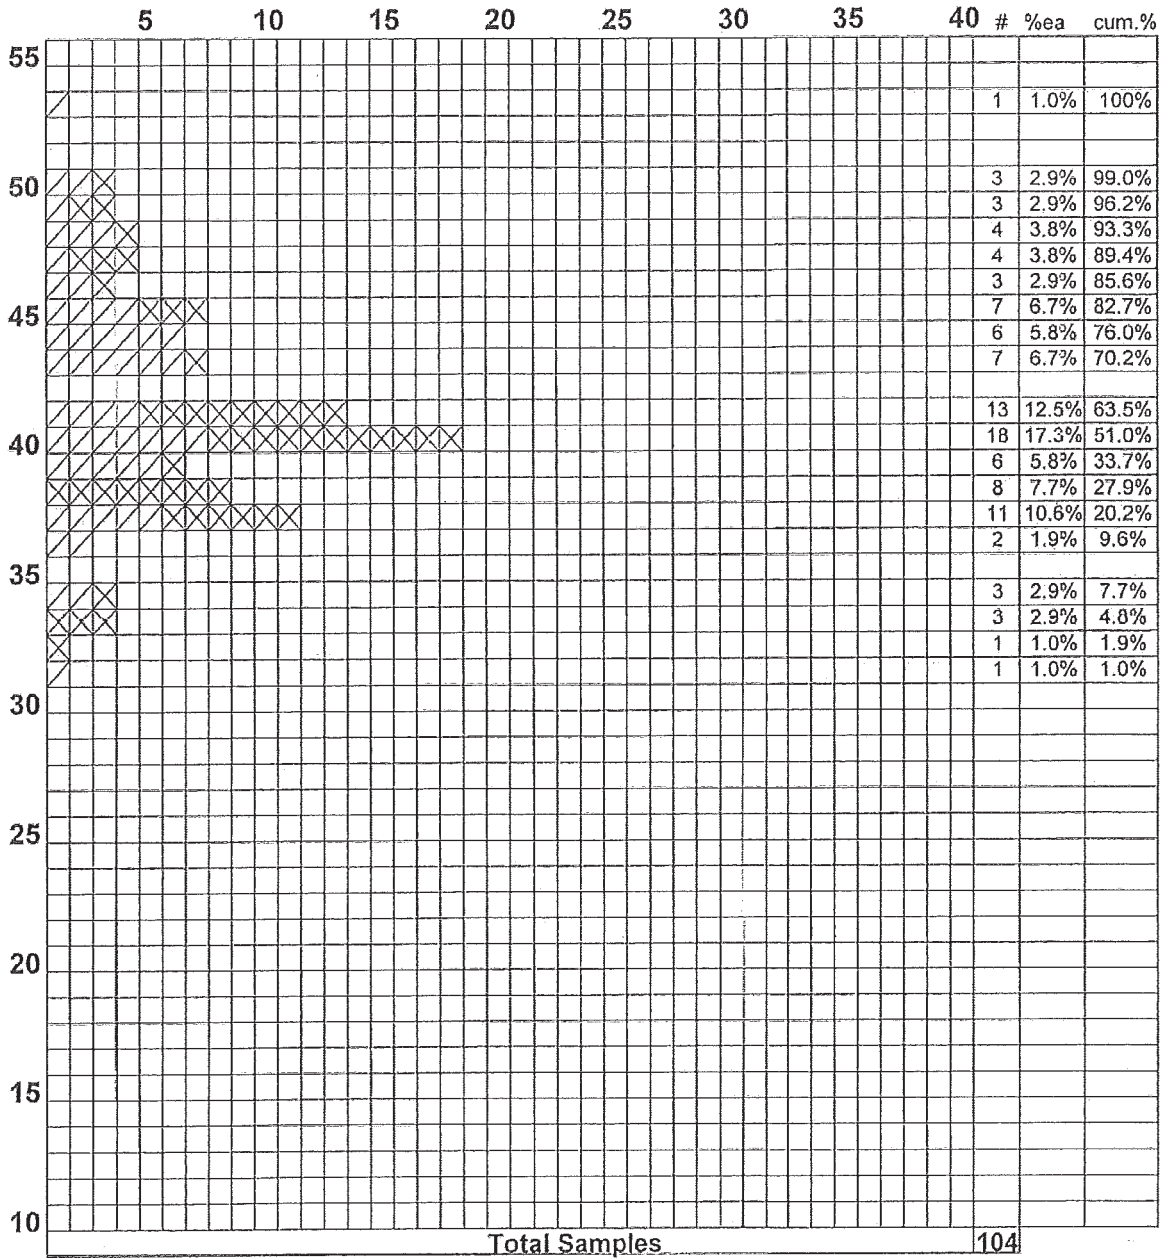 5 10 15 20 25 30 35 40 # %ea cum.%
55
1 1.0% 100%
50 3 2.9% 99.0%
3 2.9% 96.2%
4 3.8% 93.3%
4 3.8% 89.4%
3 2.9% 85.6%
45 7 6.7% 82.7%
6 5.8% 76.0%
7 6.7% 70.2%
13 12.5% 63.5%
40 18 17.3% 51.0%
6 5.8% 33.7%
8 7.7% 27.9%
11 10.6% 20.2%
2 1.9% 9.6%
35
3 2.9% 7.7%
3 2.9% 4.8%
1 1.0% 1.9%
1 1.0% 1.0%
30
25
20
15
10
Total Samples 104